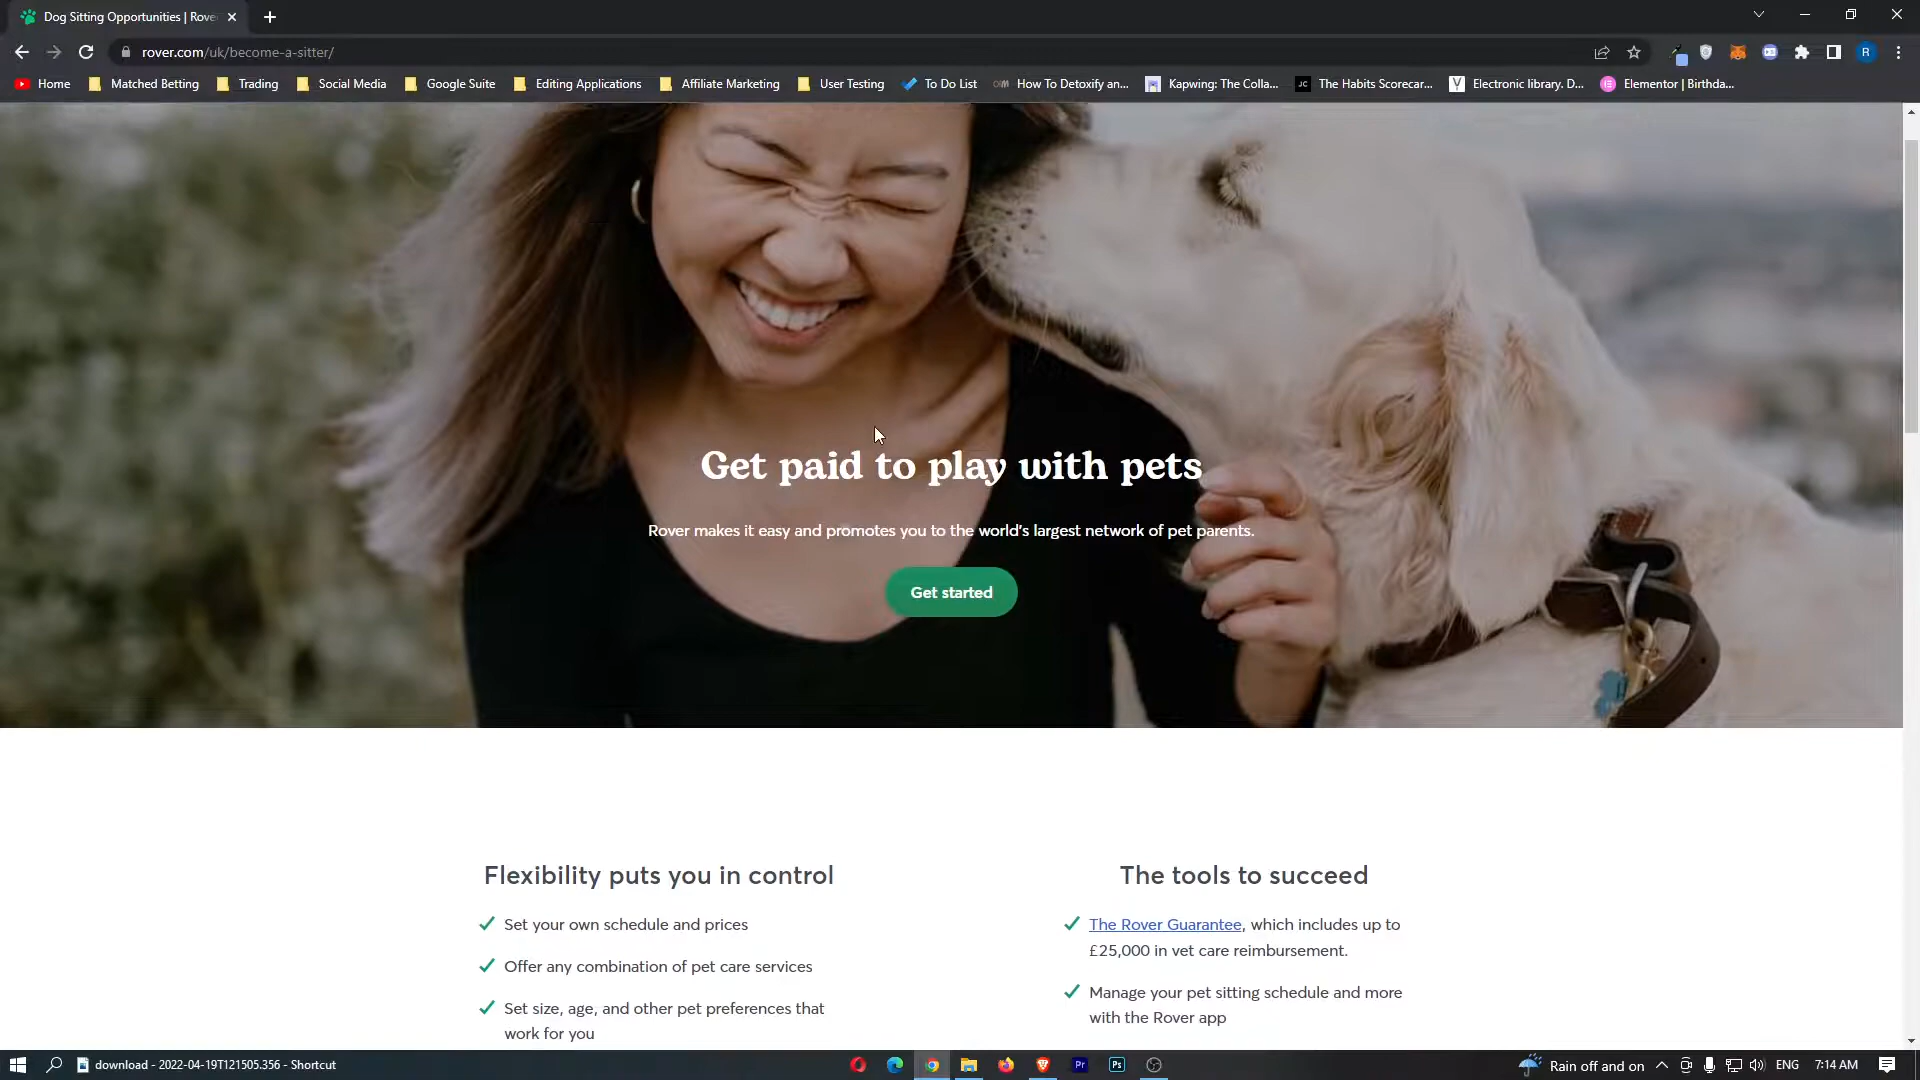 Dog Sitting Opportunities | Rove
rover.com/uk/become-a-sitter/
R
Home
Matched Betting
Trading
Social Media
Google Suite
Editing Applications
Affiliate Marketing
User Testing
To Do List
How To Detoxify an...
Kapwing: The Colla...
JC
The Habits Scorecar...
Electronic library. D...
Elementor | Birthda...
Get paid to play with pets
Rover makes it easy and promotes you to the world's largest network of pet parents.
Get started
Flexibility puts you in control
Set your own schedule and prices
Offer any combination of pet care services
Set size, age, and other pet preferences that
work for you
The tools to succeed
The Rover Guarantee, which includes up to
£25,000 in vet care reimbursement.
Manage your pet sitting schedule and more
with the Rover app
download - 2022-04-19T121505.356 - Shortcut
Pr
Ps
Rain off and on
ENG
7:14 AM